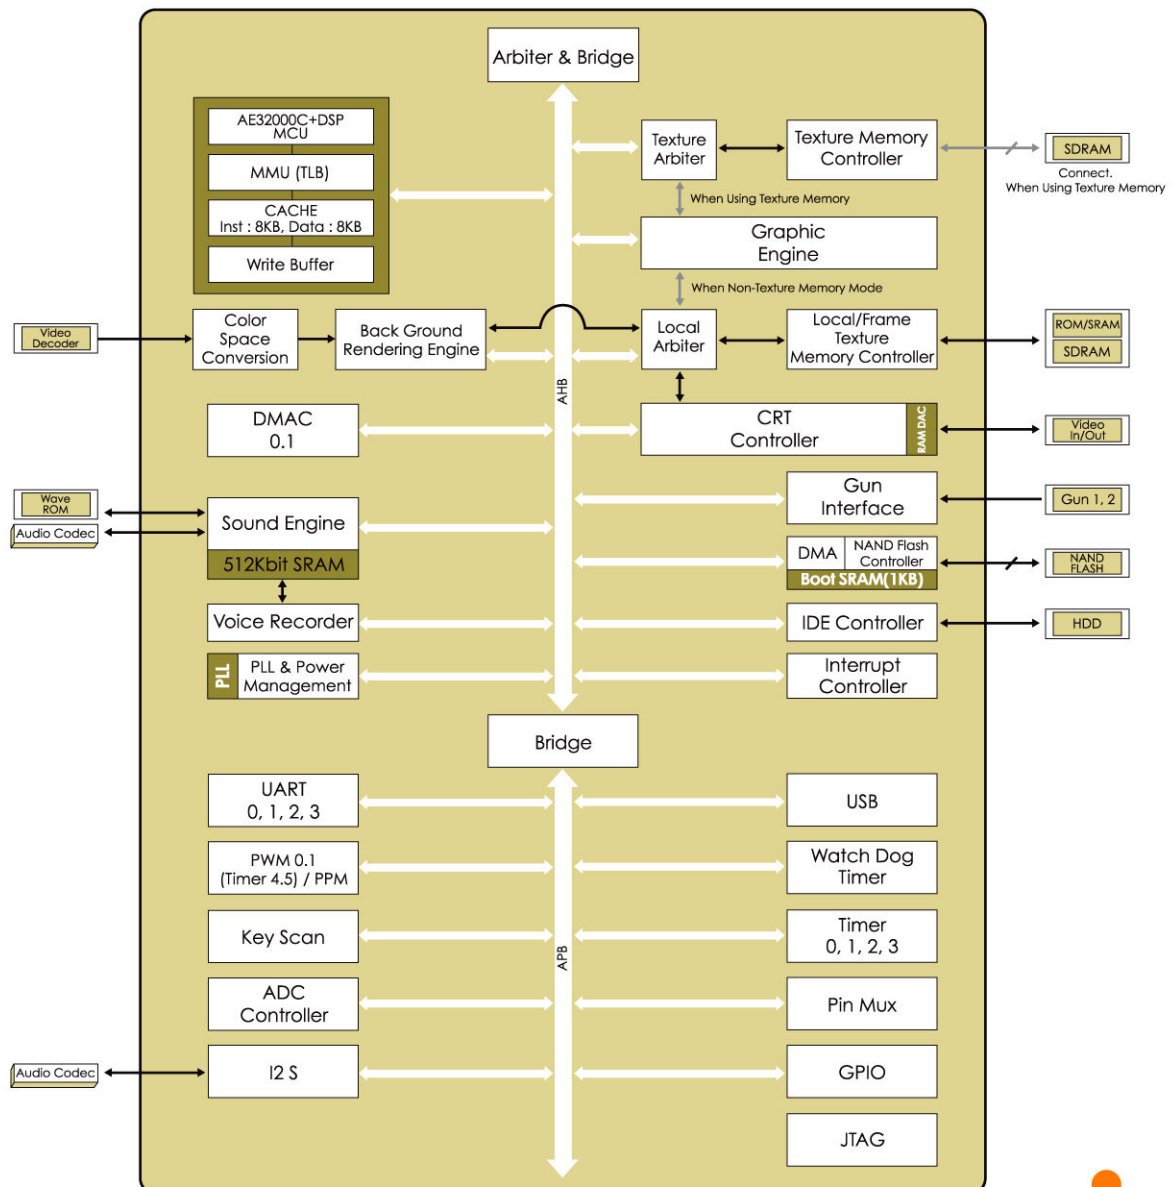 Arbiter & Bridge
AE32000C+DSP
MCU
MMU (TLB)
CACHE
Inst : 8KB, Data : 8KB
Write Buffer
Texture
Arbiter
Texture Memory
Controller
SDRAM
Connect.
When Using Texture Memory
When Using Texture Memory
Graphic
Engine
When Non-Texture Memory Mode
Video
Decoder
Color
Space
Conversion
Back Ground
Rendering Engine
Local
Arbiter
Local/Frame
Texture
Memory Controller
ROM/SRAM
SDRAM
AHB
DMAC
0.1
CRT
Controller
RAM DAC
Video
In/Out
Wave
ROM
Audio Codec
Sound Engine
512Kbit SRAM
Gun
Interface
Gun 1, 2
DMA
NAND Flash
Controller
Boot SRAM(1KB)
NAND
FLASH
Voice Recorder
IDE Controller
HDD
PLL
PLL & Power
Management
Interrupt
Controller
Bridge
UART
0, 1, 2, 3
USB
PWM 0.1
(Timer 4.5) / PPM
Watch Dog
Timer
Key Scan
APB
Timer
0, 1, 2, 3
ADC
Controller
Pin Mux
Audio Codec
I2 S
GPIO
JTAG